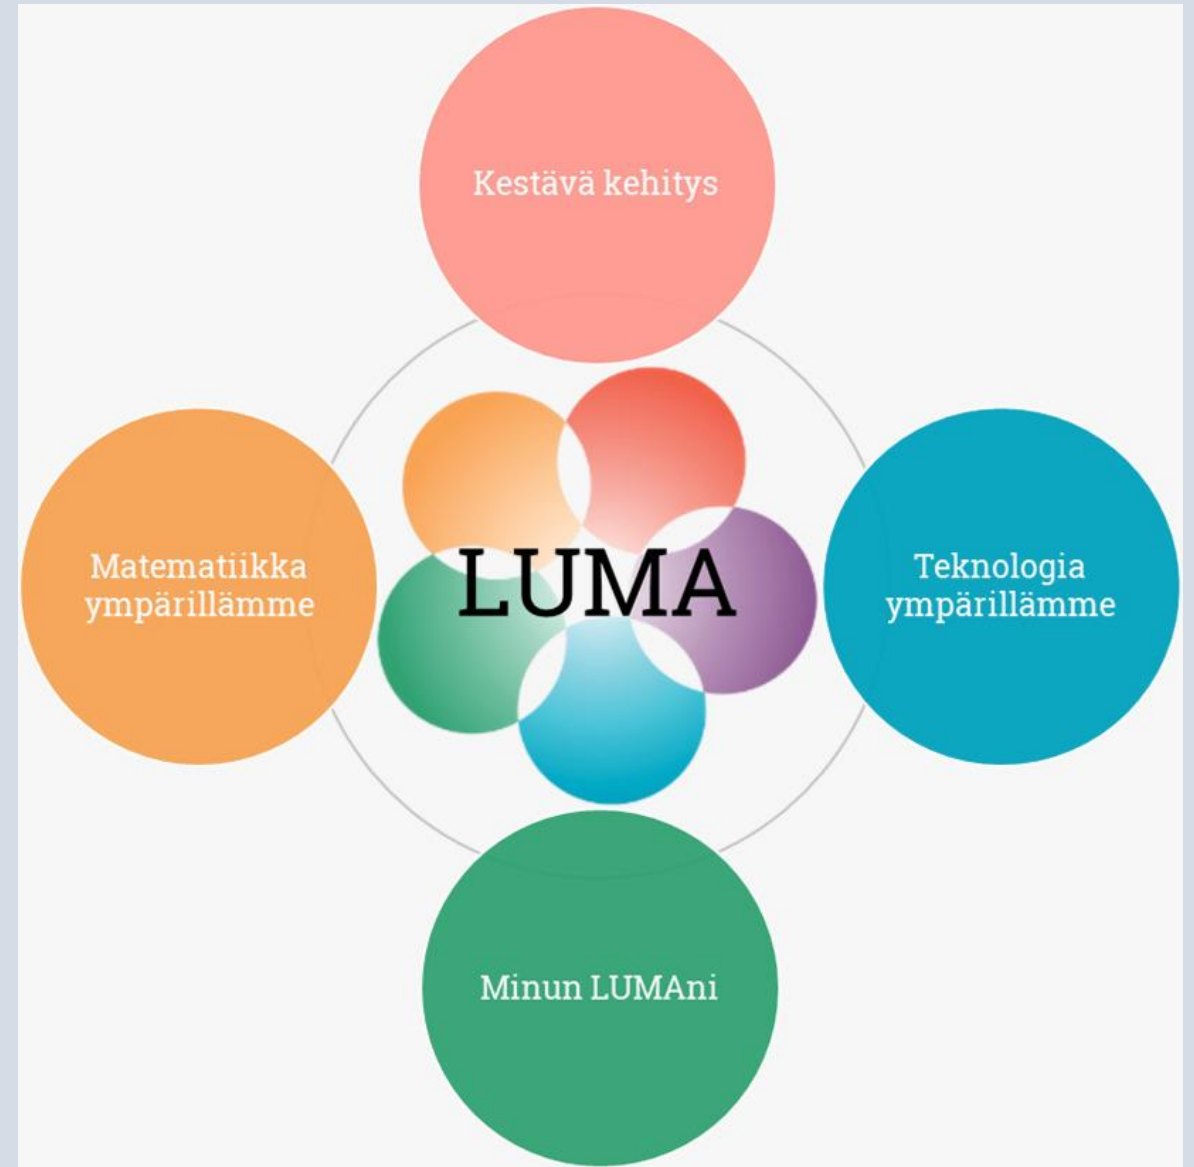 Kestävä kehitys
Matematiikka
ympärillämme
LUMA
Teknologia
ympärillämme
Minun LUMAni